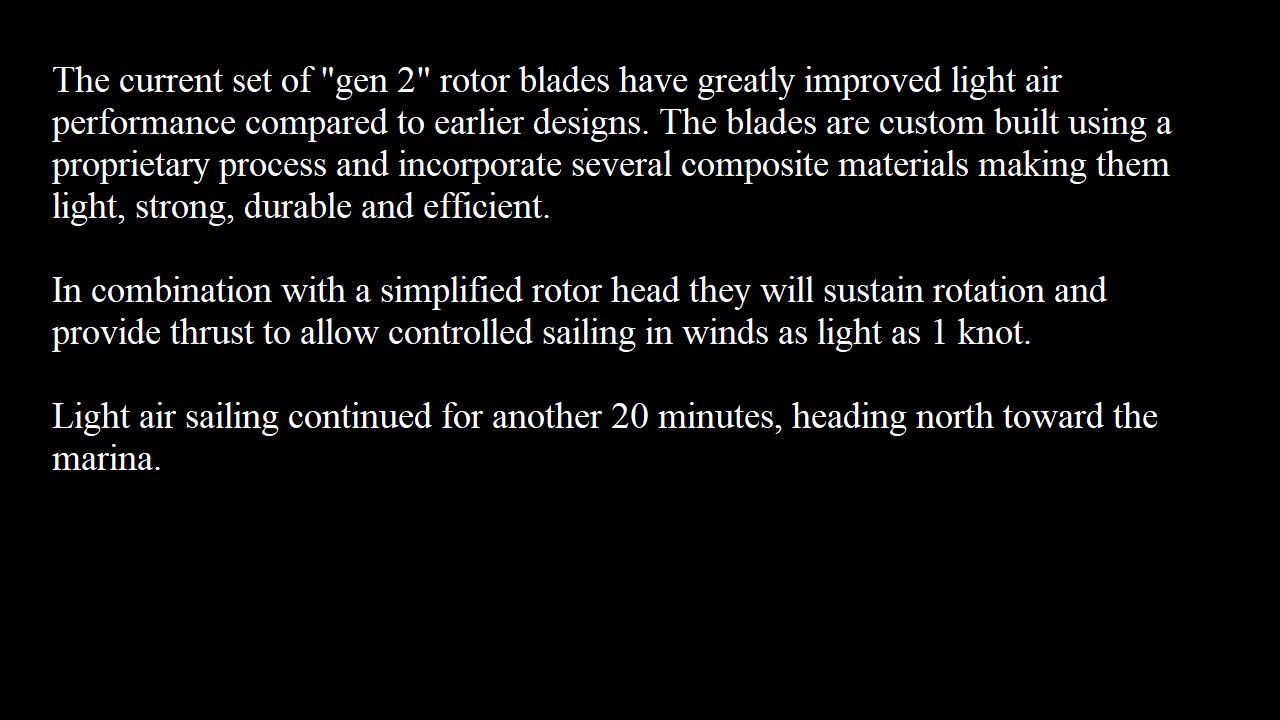 The current set of "gen 2" rotor blades have greatly improved light air
performance compared to earlier designs. The blades are custom built using a
proprietary process and incorporate several composite materials making them
light, strong, durable and efficient.
In combination with a simplified rotor head they will sustain rotation and
provide thrust to allow controlled sailing in winds as light as 1 knot.
Light air sailing continued for another 20 minutes, heading north toward the
marina.